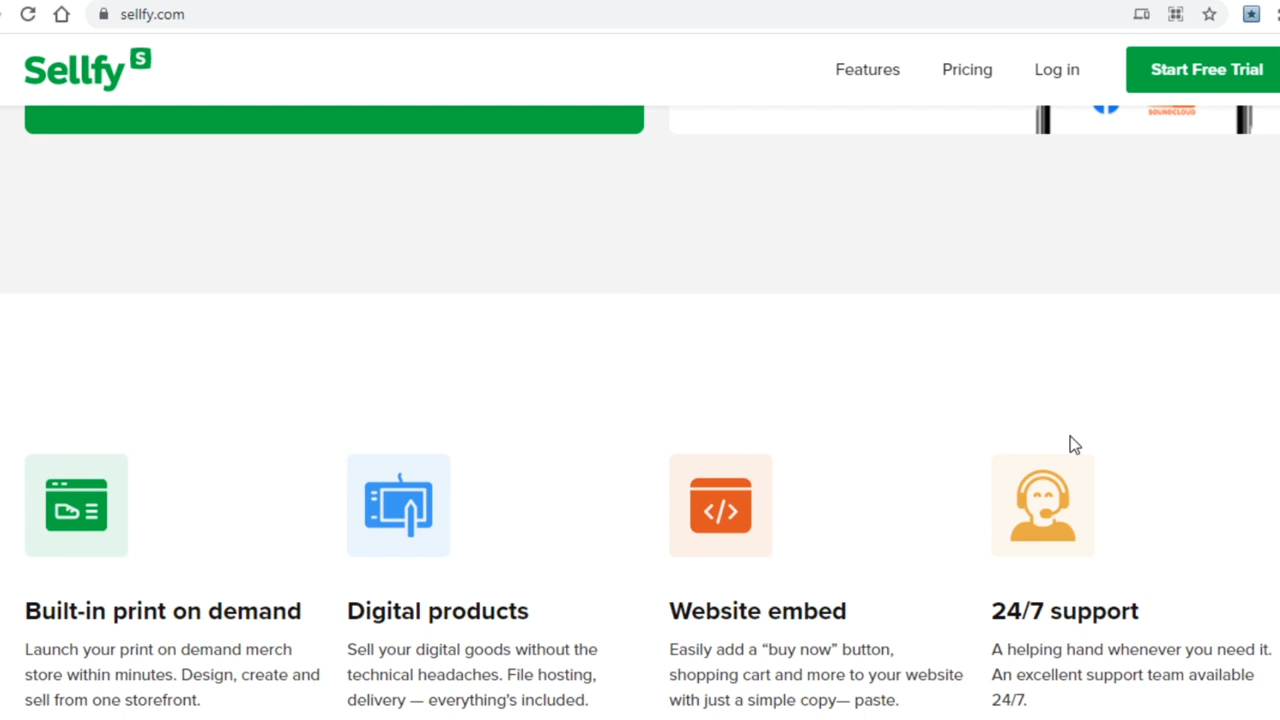 sellfy.com
Sellfy S
Features Pricing Log in Start Free Trial
SOUNDCLOUD
Built-in print on demand
Launch your print on demand merch
store within minutes. Design, create and
sell from one storefront.
Digital products
Sell your digital goods without the
technical headaches. File hosting,
delivery — everything's included.
Website embed
Easily add a “buy now” button,
shopping cart and more to your website
with just a simple copy— paste.
24/7 support
A helping hand whenever you need it.
An excellent support team available
24/7.